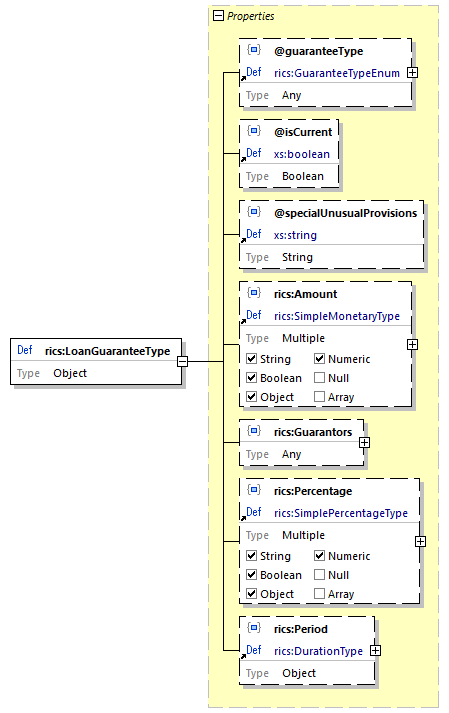 Properties
@guaranteeType
Def rics:GuaranteeTypeEnum
Type Any
@isCurrent
Def xs:boolean
Type Boolean
@specialUnusualProvisions
Def xs:string
Type String
rics:Amount
Def rics:SimpleMonetaryType
Type Multiple
String Numeric
Boolean Null
Object Array
Def rics:LoanGuaranteeType
Type Object
rics:Guarantors
Type Any
rics:Percentage
Def rics:SimplePercentageType
Type Multiple
String Numeric
Boolean Null
Object Array
rics:Period
Def rics:DurationType
Type Object